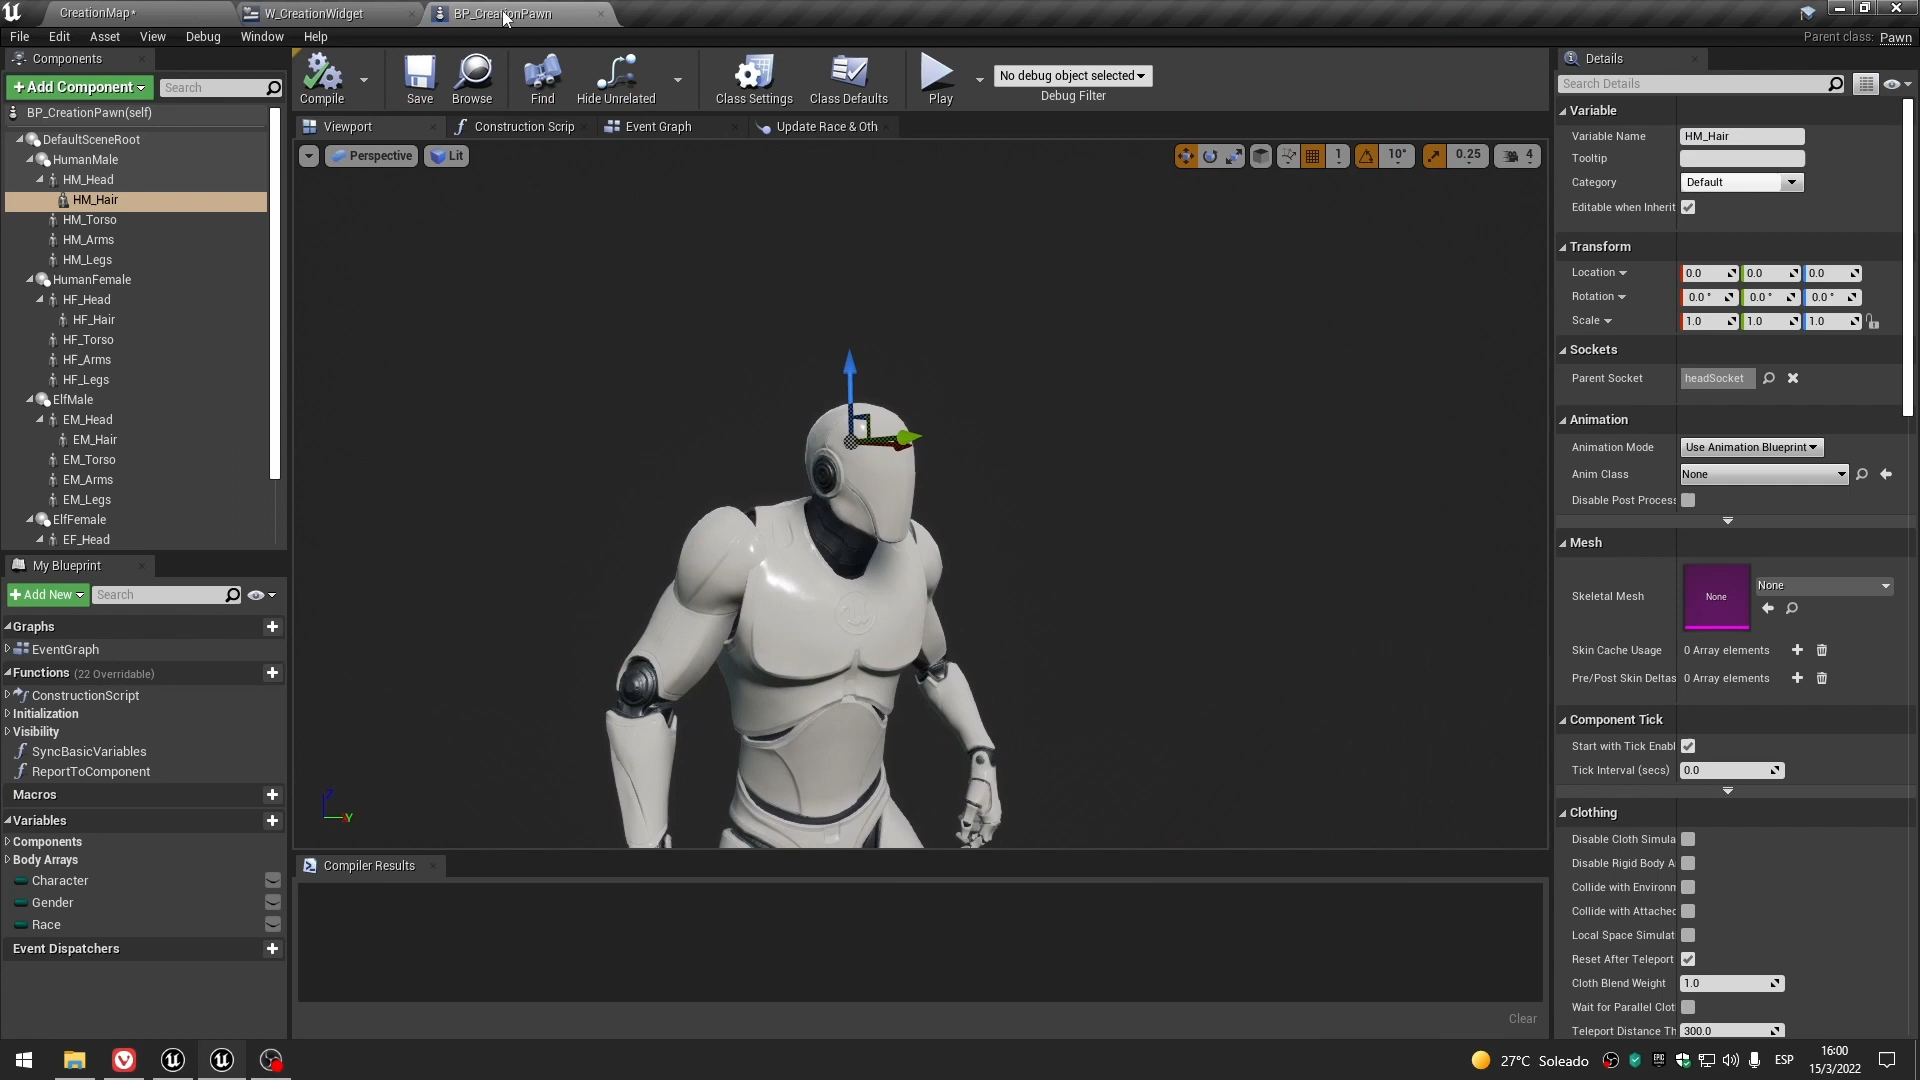 CreationMap*
W_CreationWidget
BP_CreationPawn
File Edit Asset View Debug Window Help
Parent class: Pawn
Components
+Add Component
Search
BP_CreationPawn(self)
DefaultSceneRoot
HumanMale
HM_Head
HM_Hair
HM_Torso
HM_Arms
HM_Legs
HumanFemale
HF_Head
HF_Hair
HF_Torso
HF_Arms
HF_Legs
ElfMale
EM_Head
EM_Hair
EM_Torso
EM_Arms
EM_Legs
ElfFemale
EF_Head
My Blueprint
+Add New
Search
Graphs
EventGraph
Functions (22 Overridable)
ConstructionScript
Initialization
Visibility
SyncBasicVariables
ReportToComponent
Macros
Variables
Components
Body Arrays
Character
Gender
Race
Event Dispatchers
Compile
Save
Browse
Find
Hide Unrelated
Class Settings
Class Defaults
Play
No debug object selected
Debug Filter
Viewport
Construction Scrip
Event Graph
Update Race & Oth
Perspective
Lit
1
10°
0.25
4
Z
Y
Compiler Results
Clear
Details
Search Details
Variable
Variable Name HM_Hair
Tooltip
Category Default
Editable when Inherit
Transform
Location 0.0 0.0 0.0
Rotation 0.0 ° 0.0 ° 0.0 °
Scale 1.0 1.0 1.0
Sockets
Parent Socket headSocket
Animation
Animation Mode Use Animation Blueprint
Anim Class None
Disable Post Process
Mesh
Skeletal Mesh None None
Skin Cache Usage 0 Array elements
Pre/Post Skin Deltas 0 Array elements
Component Tick
Start with Tick Enabl
Tick Interval (secs) 0.0
Clothing
Disable Cloth Simula
Disable Rigid Body A
Collide with Environm
Collide with Attached
Local Space Simulat
Reset After Teleport
Cloth Blend Weight 1.0
Wait for Parallel Clot
Teleport Distance Th 300.0
27°C Soleado
ESP
16:00
15/3/2022